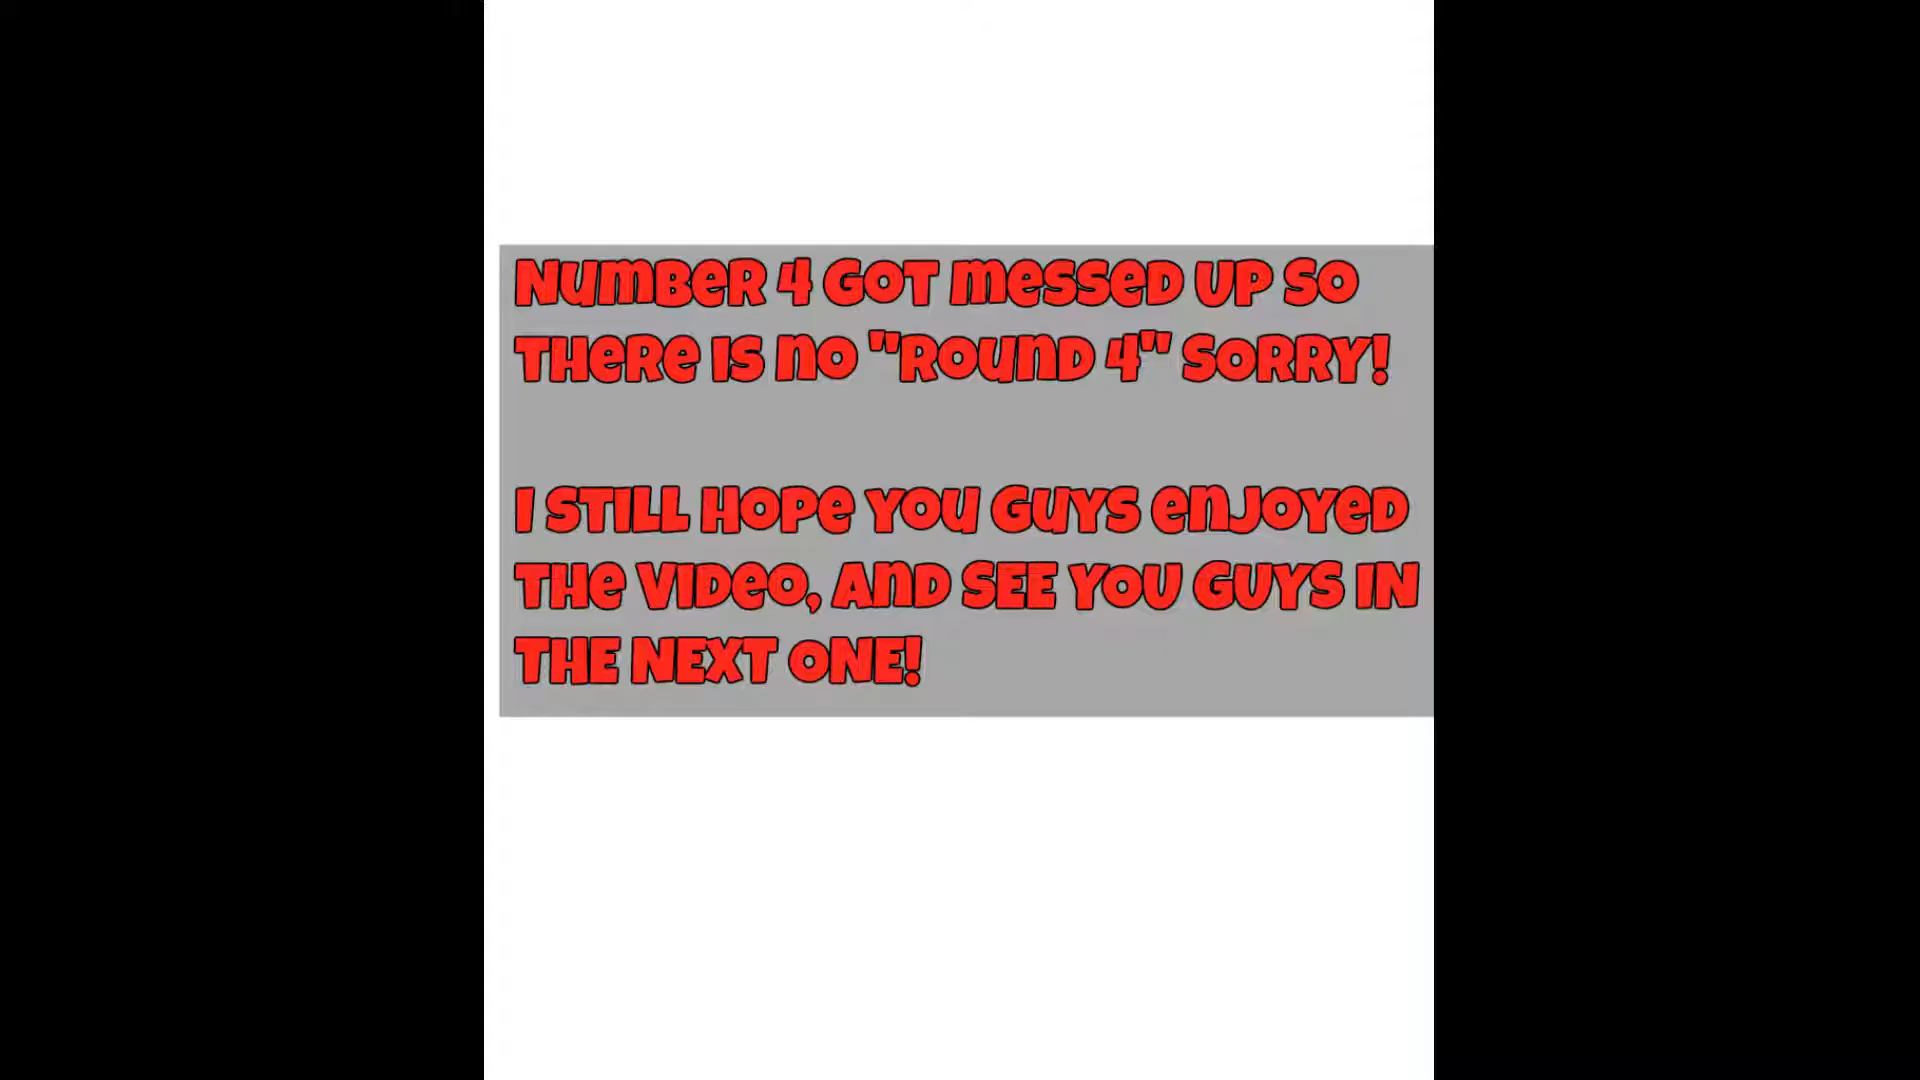 Number 4 got messed up so
there is no "Round 4" sorry!
I still hope you guys enjoyed
the video, and SEE YOU GUYS IN
THE NEXT ONE!